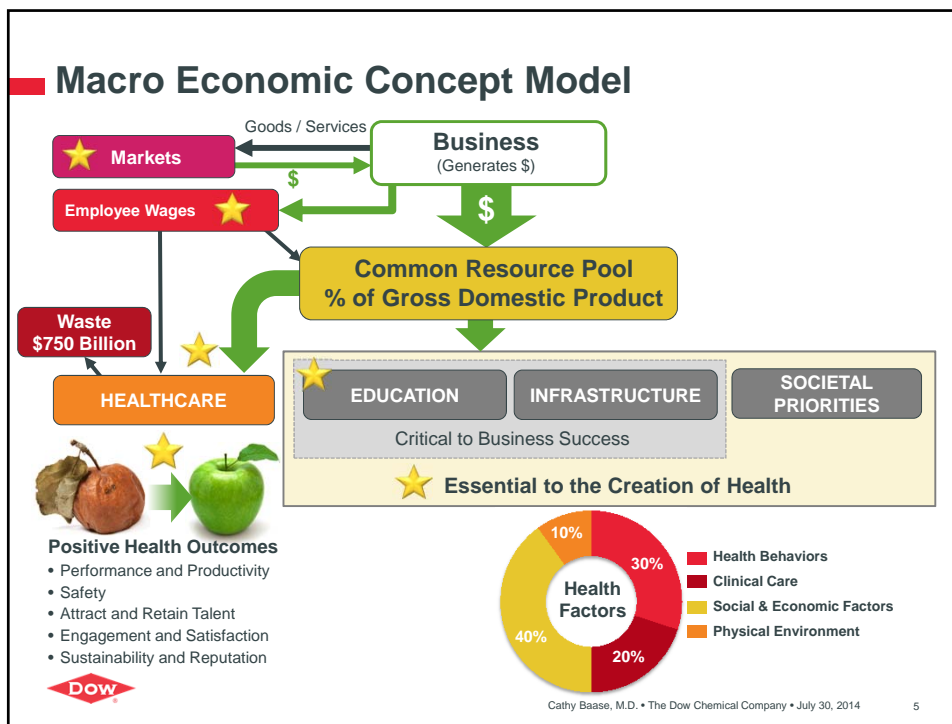 Macro Economic Concept Model
Goods / Services
Markets
$
Business
(Generates $)
Employee Wages
$
Common Resource Pool
% of Gross Domestic Product
Waste
$750 Billion
HEALTHCARE
EDUCATION
INFRASTRUCTURE
SOCIETAL
PRIORITIES
Critical to Business Success
Essential to the Creation of Health
Positive Health Outcomes
• Performance and Productivity
• Safety
• Attract and Retain Talent
• Engagement and Satisfaction
• Sustainability and Reputation
10%
30%
Health
Factors
40%
20%
Health Behaviors
Clinical Care
Social & Economic Factors
Physical Environment
Dow
®
Cathy Baase, M.D. • The Dow Chemical Company • July 30, 2014
5